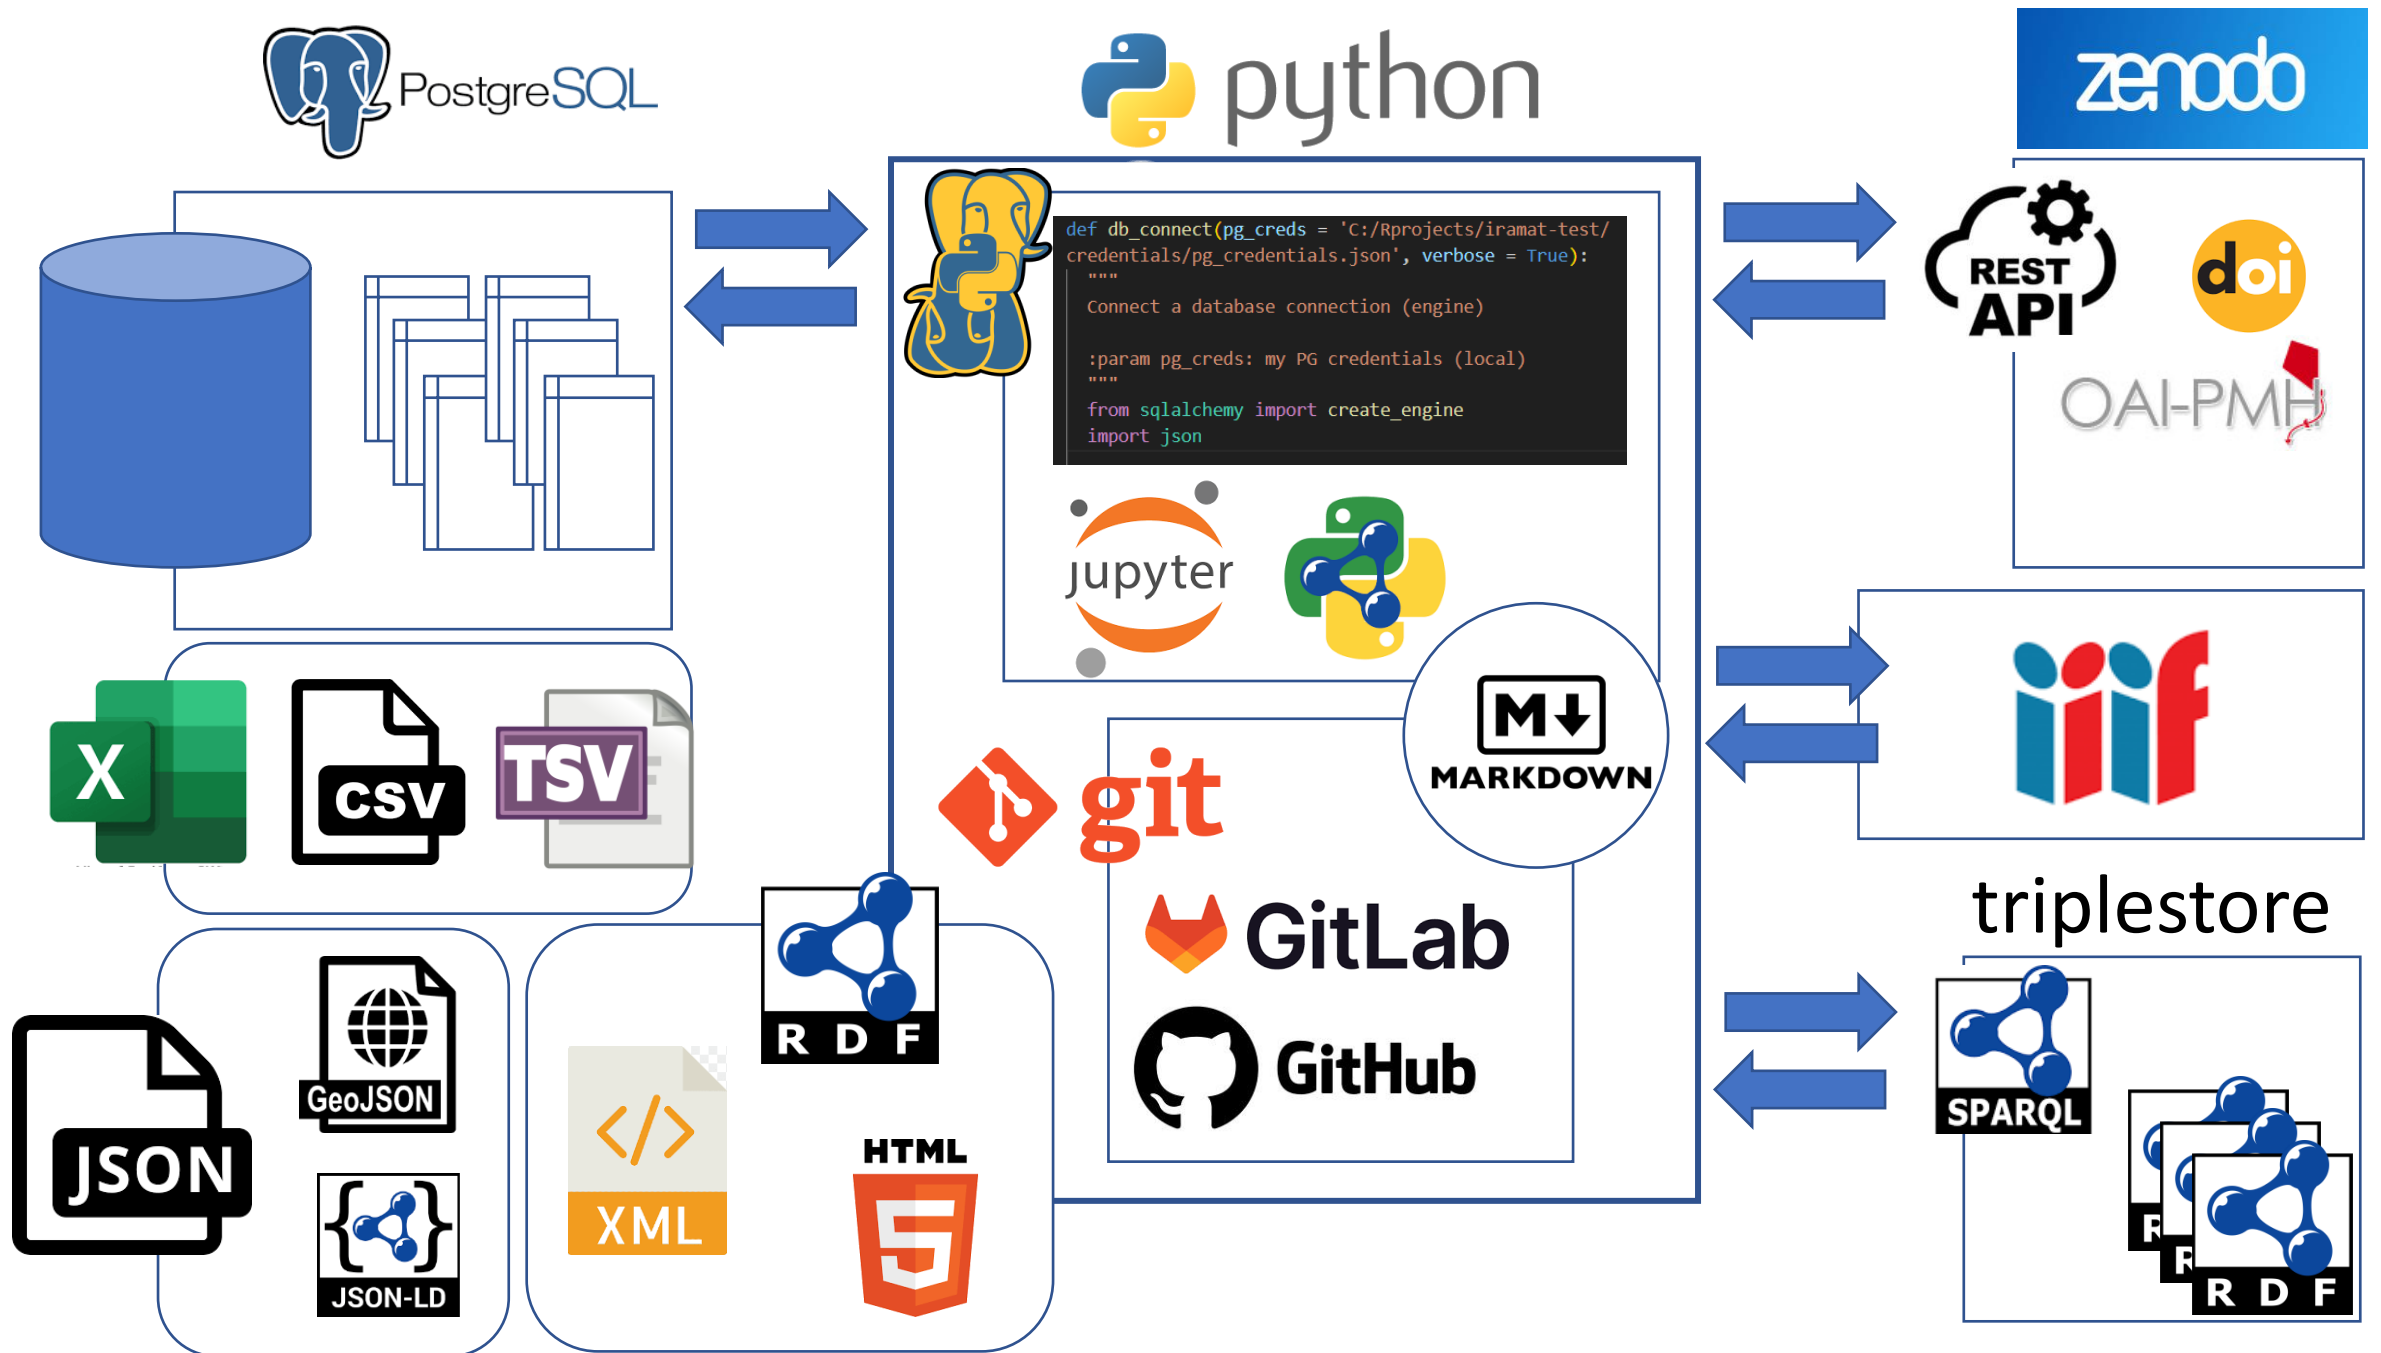 PostgreSQL
python
zenodo
def db_connect(pg_creds = 'C:/Rprojects/iramat-test/
credentials/pg_credentials.json', verbose = True):
"""
Connect a database connection (engine)
:param pg_creds: my PG credentials (local)
"""
from sqlalchemy import create_engine
import json
REST
API
doi
OAI-PMH
jupyter
M
MARKDOWN
iiif
X
CSV
TSV
git
GitLab
GitHub
triplestore
SPARQL
R
R
R D F
R D F
GeoJSON
JSON
JSON-LD
</>
XML
HTML
5